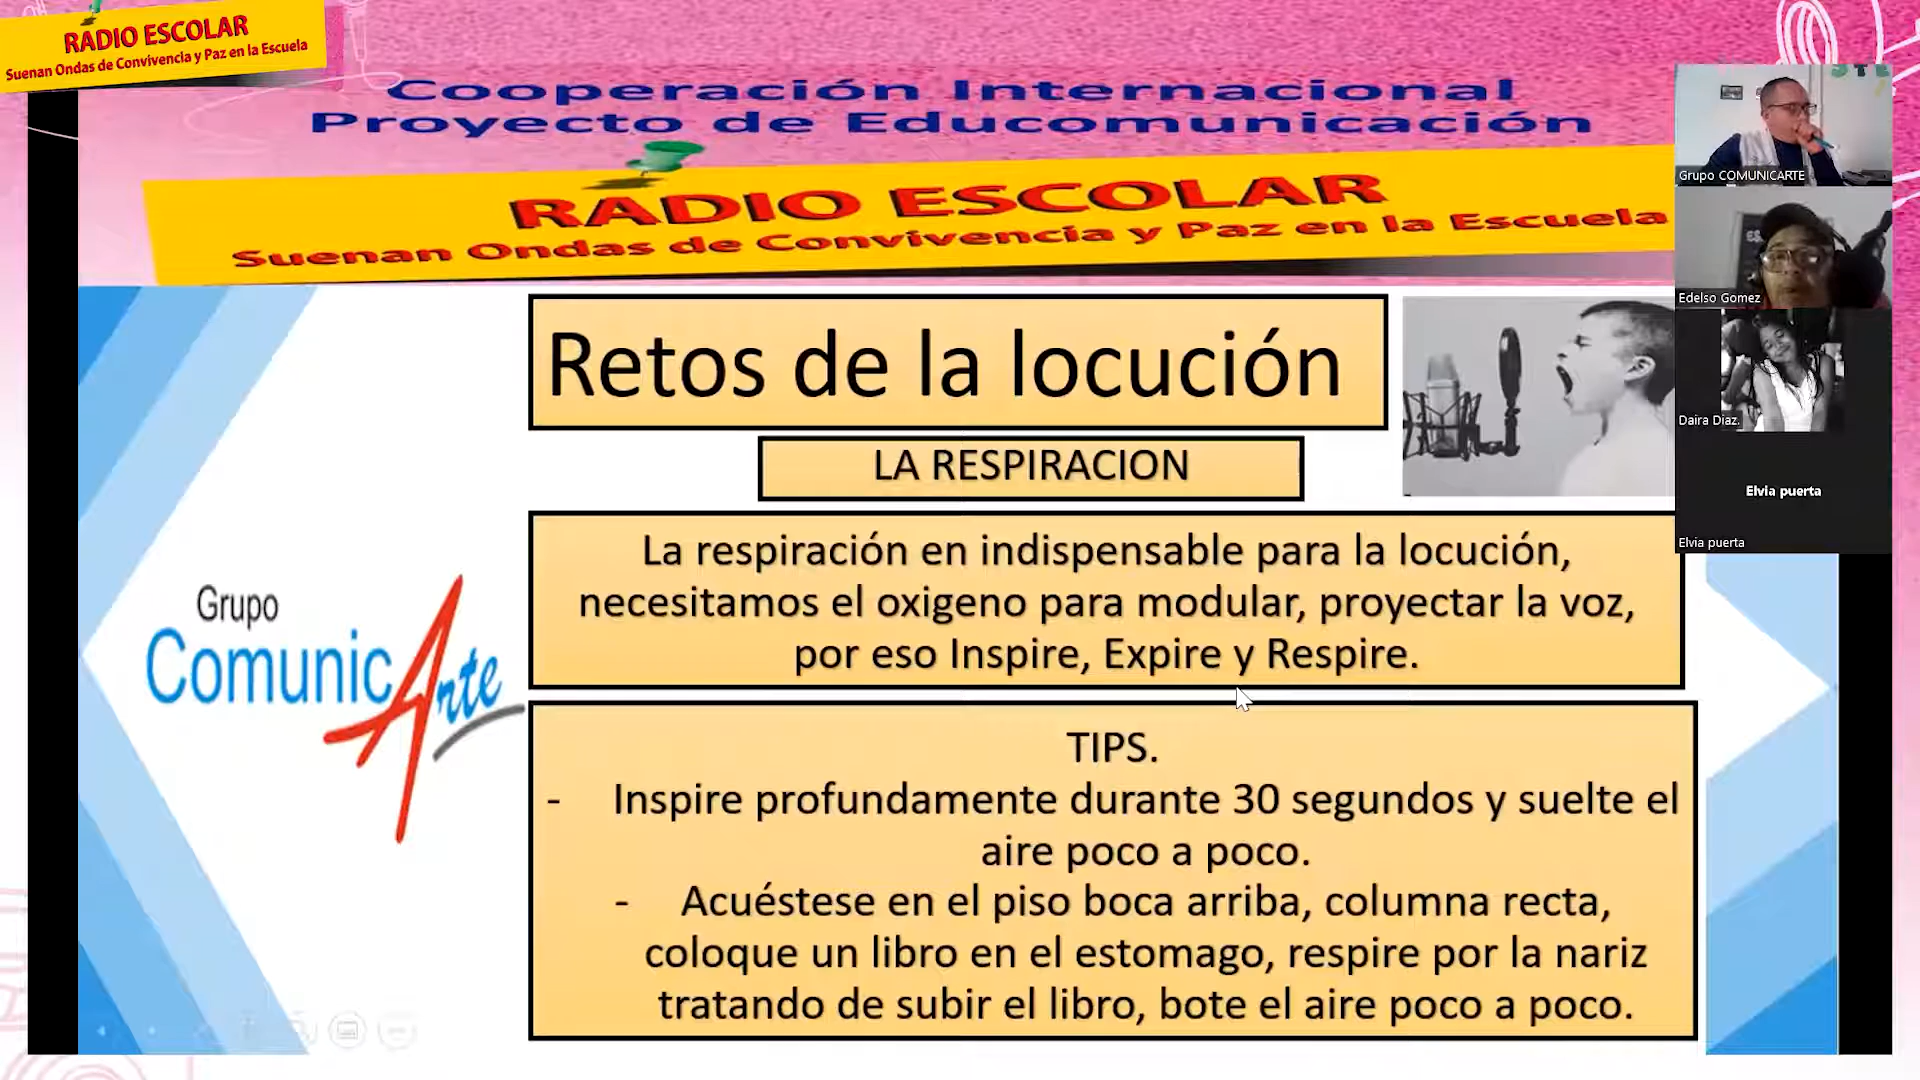 RADIO ESCOLAR
Suenan Ondas de Convivencia y Paz en la Escuela
Cooperación Internacional
Proyecto de Educomunicación
RADIO ESCOLAR
Suenan Ondas de Convivencia y Paz en la Escuela
Retos de la locución
LA RESPIRACION
La respiración en indispensable para la locución,
necesitamos el oxigeno para modular, proyectar la voz,
por eso Inspire, Expire y Respire.
TIPS.
- Inspire profundamente durante 30 segundos y suelte el
aire poco a poco.
- Acuéstese en el piso boca arriba, columna recta,
coloque un libro en el estomago, respire por la nariz
tratando de subir el libro, bote el aire poco a poco.
Grupo
ComunicArte
Grupo COMUNICARTE
Edelso Gomez
Daira Diaz.
Elvia puerta
Elvia puerta